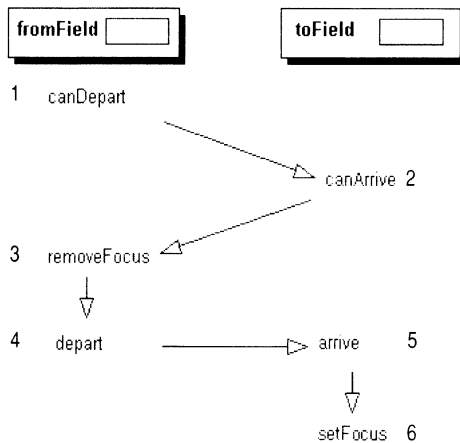 fromField toField
1 canDepart
canArrive 2
3 removeFocus
4 depart arrive 5
setFocus 6